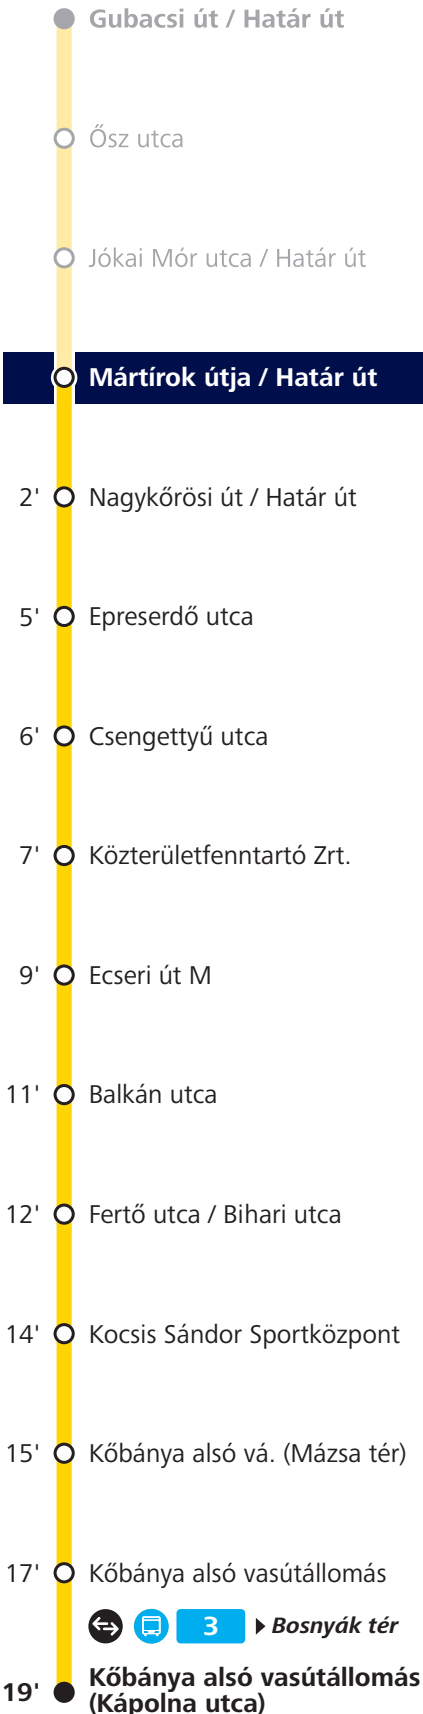 Gubacsi út / Határ út
Ősz utca
Jókai Mór utca / Határ út
Mártírok útja / Határ út
2' Nagykőrösi út / Határ út
5' Epreserdő utca
6' Csengettyű utca
7' Közterületfenntartó Zrt.
9' Ecseri út M
11' Balkán utca
12' Fertő utca / Bihari utca
14' Kocsis Sándor Sportközpont
15' Kőbánya alsó vá. (Mázsa tér)
17' Kőbánya alsó vasútállomás
3 Bosnyák tér
19' Kőbánya alsó vasútállomás
(Kápolna utca)